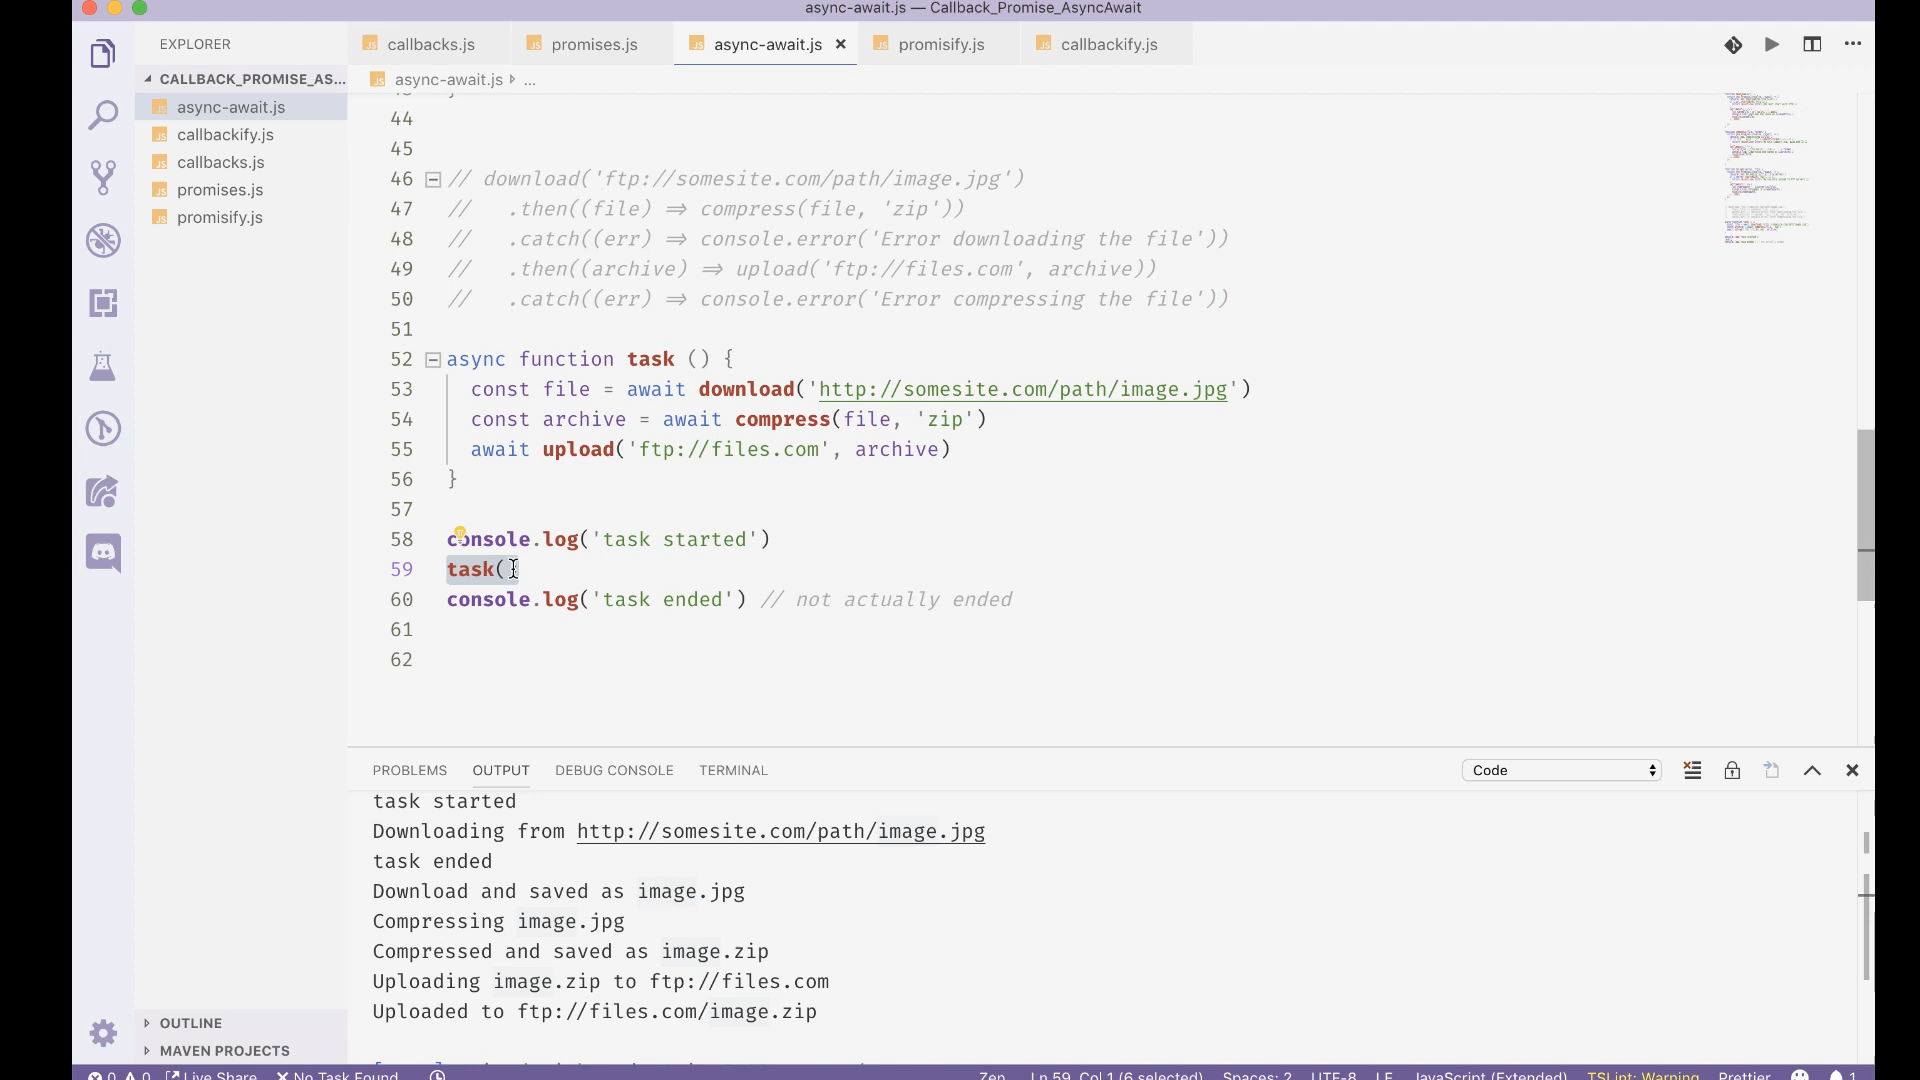 async-await.js — Callback_Promise_AsyncAwait
EXPLORER
callbacks.js
promises.js
async-await.js ×
promisify.js
callbackify.js
CALLBACK_PROMISE_AS...
async-await.js
callbackify.js
callbacks.js
promises.js
promisify.js
async-await.js ...
44
45
46 // download('ftp://somesite.com/path/image.jpg')
47 //   .then((file) => compress(file, 'zip'))
48 //   .catch((err) => console.error('Error downloading the file'))
49 //   .then((archive) => upload('ftp://files.com', archive))
50 //   .catch((err) => console.error('Error compressing the file'))
51
52 async function task () {
53   const file = await download('http://somesite.com/path/image.jpg')
54   const archive = await compress(file, 'zip')
55   await upload('ftp://files.com', archive)
56 }
57
58 console.log('task started')
59 task()
60 console.log('task ended') // not actually ended
61
62
PROBLEMS OUTPUT DEBUG CONSOLE TERMINAL Code
task started
Downloading from http://somesite.com/path/image.jpg
task ended
Download and saved as image.jpg
Compressing image.jpg
Compressed and saved as image.zip
Uploading image.zip to ftp://files.com
Uploaded to ftp://files.com/image.zip
OUTLINE
MAVEN PROJECTS
0 0 Live Share No Task Found Zen Ln 59, Col 1 (6 selected) Spaces: 2 UTF-8 LF JavaScript (Extended) TSLint: Warning Prettier 1